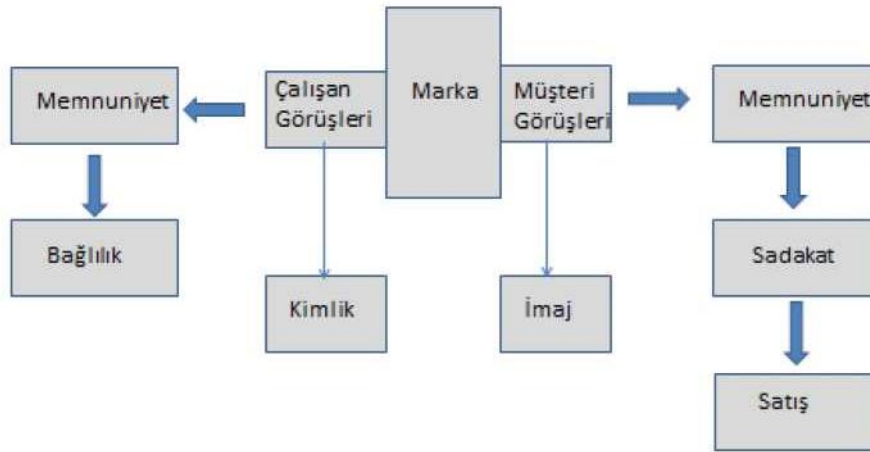 Memnuniyet
Bağlılık
Çalışan
Görüşleri
Kimlik
Marka
Müşteri
Görüşleri
İmaj
Memnuniyet
Sadakat
Satış